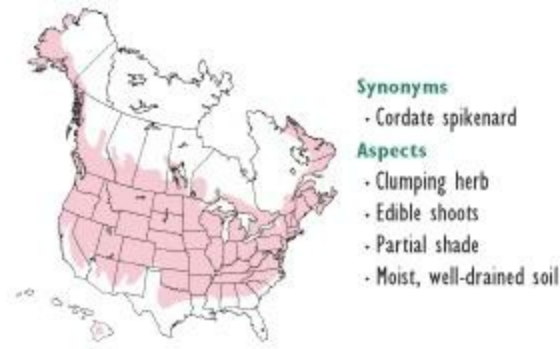 Synonyms
· Cordate spikenard
Aspects
· Clumping herb
· Edible shoots
· Partial shade
· Moist, well-drained soil